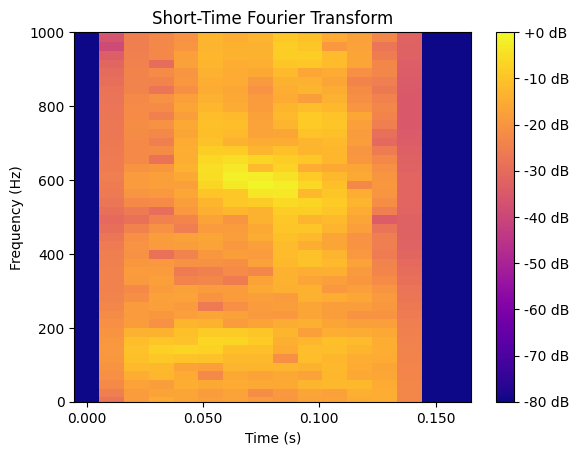 Short-Time Fourier Transform
Frequency (Hz)
1000
800
600
400
200
0
0.000
0.050
0.100
0.150
Time (s)
+0 dB
-10 dB
-20 dB
-30 dB
-40 dB
-50 dB
-60 dB
-70 dB
-80 dB